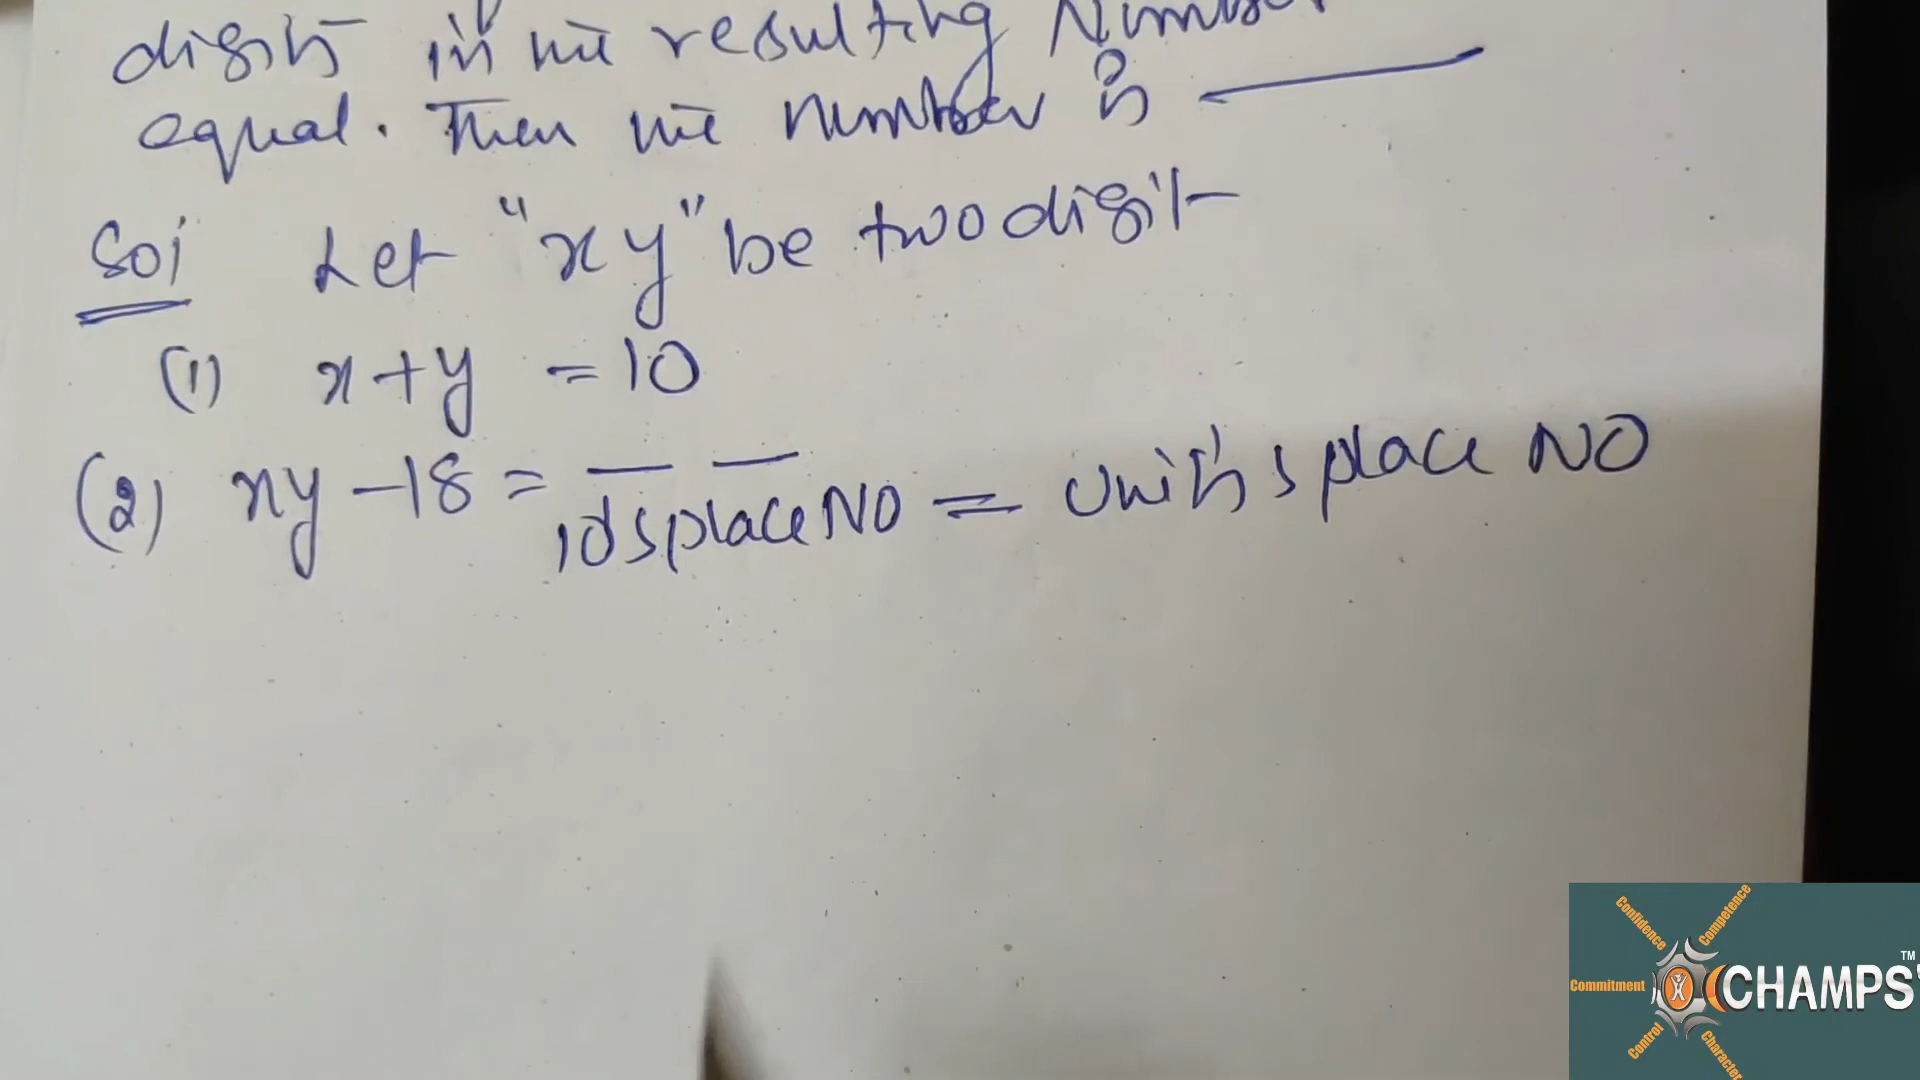 digits in the resulting Number
equal. Then the number is
Sol Let "xy" be two digit
(1) x+y = 10
(2) xy - 18 = _ _
10's place NO = Unit's place NO
Confidence
Competence
Commitment
CHAMPS™
Control
Character